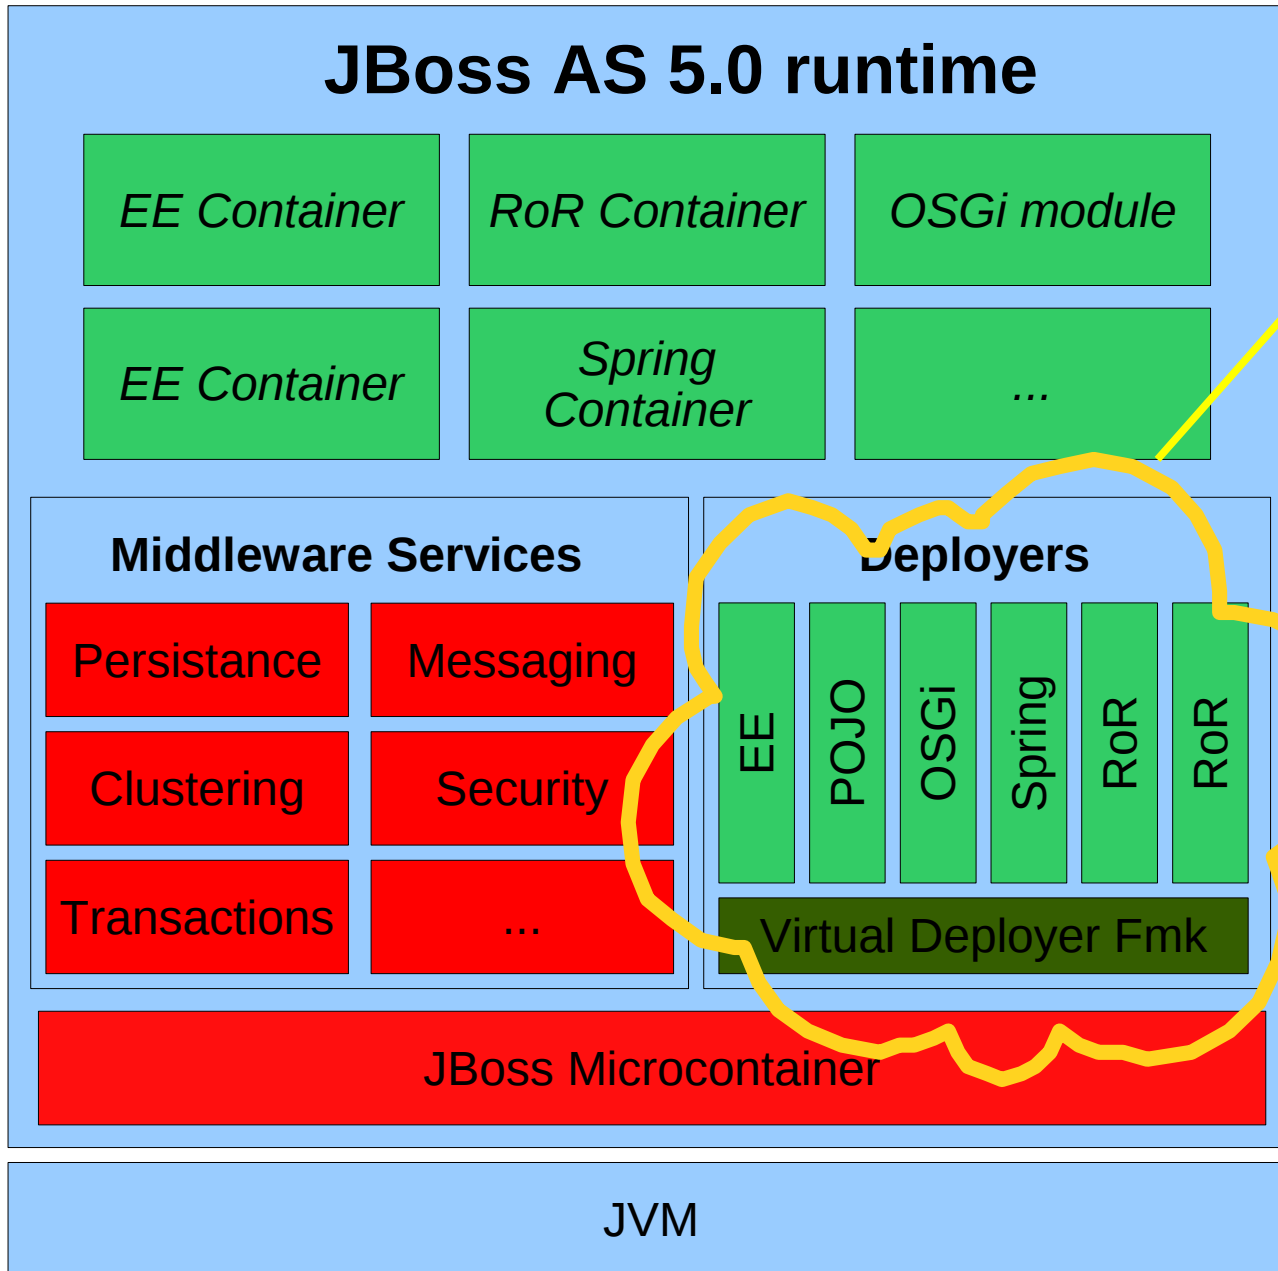 JBoss AS 5.0 runtime
EE Container
RoR Container
OSGi module
EE Container
Spring
Container
...
Middleware Services
Persistance
Messaging
Clustering
Security
Transactions
...
Deployers
EE
POJO
OSGi
Spring
RoR
RoR
Virtual Deployer Fmk
JBoss Microcontainer
JVM